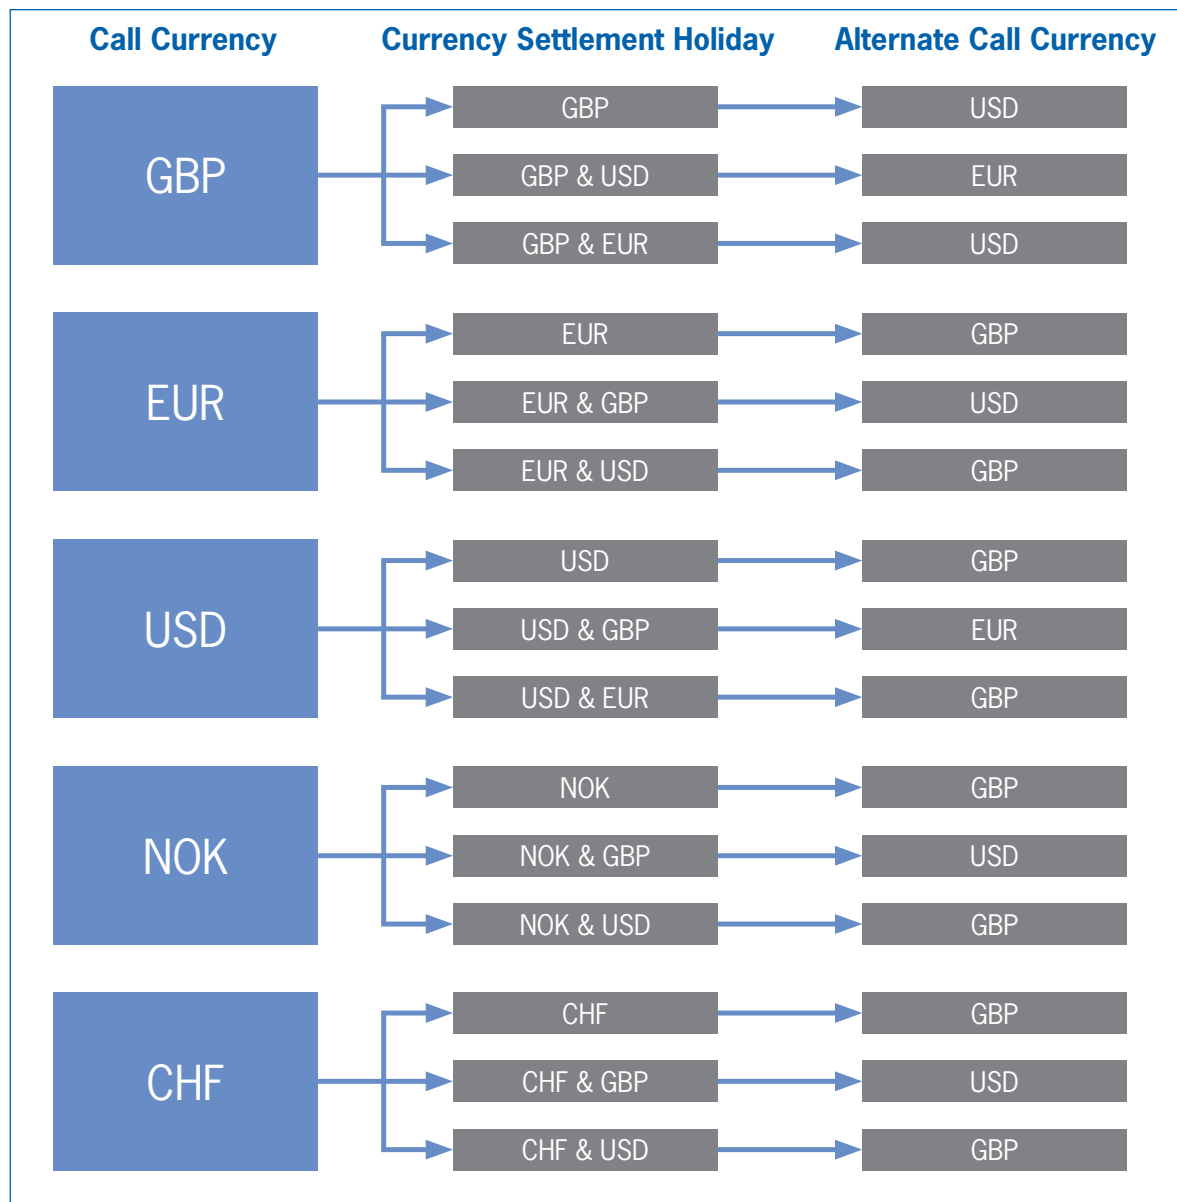 Call Currency Currency Settlement Holiday Alternate Call Currency
GBP
GBP USD
GBP & USD EUR
GBP & EUR USD
EUR
EUR GBP
EUR & GBP USD
EUR & USD GBP
USD
USD GBP
USD & GBP EUR
USD & EUR GBP
NOK
NOK GBP
NOK & GBP USD
NOK & USD GBP
CHF
CHF GBP
CHF & GBP USD
CHF & USD GBP